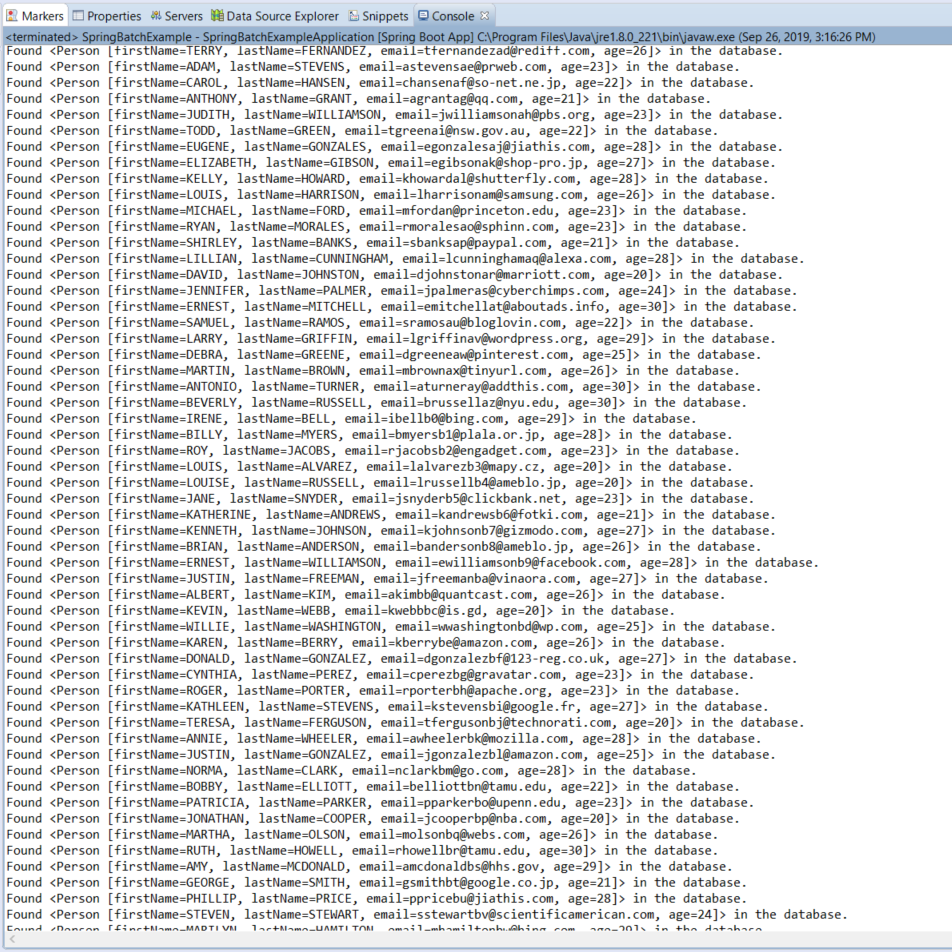 Markers Properties Servers Data Source Explorer Snippets Console
<terminated> SpringBatchExample - SpringBatchExampleApplication [Spring Boot App] C:\Program Files\Java\jre1.8.0_221\bin\javaw.exe (Sep 26, 2019, 3:16:26 PM)
Found <Person [firstName=TERRY, lastName=FERNANDEZ, email=tfernandezad@rediff.com, age=26]> in the database.
Found <Person [firstName=ADAM, lastName=STEVENS, email=astevensae@prweb.com, age=23]> in the database.
Found <Person [firstName=CAROL, lastName=HANSEN, email=chansenaf@so-net.ne.jp, age=22]> in the database.
Found <Person [firstName=ANTHONY, lastName=GRANT, email=agrantag@qq.com, age=21]> in the database.
Found <Person [firstName=JUDITH, lastName=WILLIAMSON, email=jwilliamsonah@pbs.org, age=23]> in the database.
Found <Person [firstName=TODD, lastName=GREEN, email=tgreenai@nsw.gov.au, age=22]> in the database.
Found <Person [firstName=EUGENE, lastName=GONZALES, email=egonzalesaj@jiathis.com, age=28]> in the database.
Found <Person [firstName=ELIZABETH, lastName=GIBSON, email=egibsonak@shop-pro.jp, age=27]> in the database.
Found <Person [firstName=KELLY, lastName=HOWARD, email=khowardal@shutterfly.com, age=28]> in the database.
Found <Person [firstName=LOUIS, lastName=HARRISON, email=lharrisonam@samsung.com, age=26]> in the database.
Found <Person [firstName=MICHAEL, lastName=FORD, email=mfordan@princeton.edu, age=23]> in the database.
Found <Person [firstName=RYAN, lastName=MORALES, email=rmoralesao@sphinn.com, age=23]> in the database.
Found <Person [firstName=SHIRLEY, lastName=BANKS, email=sbanksap@paypal.com, age=21]> in the database.
Found <Person [firstName=LILLIAN, lastName=CUNNINGHAM, email=lcunninghamaq@alexa.com, age=28]> in the database.
Found <Person [firstName=DAVID, lastName=JOHNSTON, email=djohnstonar@marriott.com, age=20]> in the database.
Found <Person [firstName=JENNIFER, lastName=PALMER, email=jpalmeras@cyberchimps.com, age=24]> in the database.
Found <Person [firstName=ERNEST, lastName=MITCHELL, email=emitchellat@aboutads.info, age=30]> in the database.
Found <Person [firstName=SAMUEL, lastName=RAMOS, email=sramosau@bloglovin.com, age=22]> in the database.
Found <Person [firstName=LARRY, lastName=GRIFFIN, email=lgriffinav@wordpress.org, age=29]> in the database.
Found <Person [firstName=DEBRA, lastName=GREENE, email=dgreeneaw@pinterest.com, age=25]> in the database.
Found <Person [firstName=MARTIN, lastName=BROWN, email=mbrownax@tinyurl.com, age=26]> in the database.
Found <Person [firstName=ANTONIO, lastName=TURNER, email=aturneray@addthis.com, age=30]> in the database.
Found <Person [firstName=BEVERLY, lastName=RUSSELL, email=brussellaz@nyu.edu, age=30]> in the database.
Found <Person [firstName=IRENE, lastName=BELL, email=ibellb0@bing.com, age=29]> in the database.
Found <Person [firstName=BILLY, lastName=MYERS, email=bmyersb1@plala.or.jp, age=28]> in the database.
Found <Person [firstName=ROY, lastName=JACOBS, email=rjacobsb2@engadget.com, age=23]> in the database.
Found <Person [firstName=LOUIS, lastName=ALVAREZ, email=lalvarezb3@mapy.cz, age=20]> in the database.
Found <Person [firstName=LOUISE, lastName=RUSSELL, email=lrussellb4@ameblo.jp, age=20]> in the database.
Found <Person [firstName=JANE, lastName=SNYDER, email=jsnyderb5@clickbank.net, age=23]> in the database.
Found <Person [firstName=KATHERINE, lastName=ANDREWS, email=kandrewsb6@fotki.com, age=21]> in the database.
Found <Person [firstName=KENNETH, lastName=JOHNSON, email=kjohnsonb7@gizmodo.com, age=27]> in the database.
Found <Person [firstName=BRIAN, lastName=ANDERSON, email=bandersonb8@ameblo.jp, age=26]> in the database.
Found <Person [firstName=ERNEST, lastName=WILLIAMSON, email=ewilliamsonb9@facebook.com, age=28]> in the database.
Found <Person [firstName=JUSTIN, lastName=FREEMAN, email=jfreemanba@vinaora.com, age=27]> in the database.
Found <Person [firstName=ALBERT, lastName=KIM, email=akimbb@quantcast.com, age=26]> in the database.
Found <Person [firstName=KEVIN, lastName=WEBB, email=kwebbbc@is.gd, age=20]> in the database.
Found <Person [firstName=WILLIE, lastName=WASHINGTON, email=wwashingtonbd@wp.com, age=25]> in the database.
Found <Person [firstName=KAREN, lastName=BERRY, email=kberrybe@amazon.com, age=26]> in the database.
Found <Person [firstName=DONALD, lastName=GONZALEZ, email=dgonzalezbf@123-reg.co.uk, age=27]> in the database.
Found <Person [firstName=CYNTHIA, lastName=PEREZ, email=cperezbg@gravatar.com, age=23]> in the database.
Found <Person [firstName=ROGER, lastName=PORTER, email=rporterbh@apache.org, age=23]> in the database.
Found <Person [firstName=KATHLEEN, lastName=STEVENS, email=kstevensbi@google.fr, age=27]> in the database.
Found <Person [firstName=TERESA, lastName=FERGUSON, email=tfergusonbj@technorati.com, age=20]> in the database.
Found <Person [firstName=ANNIE, lastName=WHEELER, email=awheelerbk@mozilla.com, age=28]> in the database.
Found <Person [firstName=JUSTIN, lastName=GONZALEZ, email=jgonzalezbl@amazon.com, age=25]> in the database.
Found <Person [firstName=NORMA, lastName=CLARK, email=nclarkbm@go.com, age=28]> in the database.
Found <Person [firstName=BOBBY, lastName=ELLIOTT, email=belliottbn@tamu.edu, age=22]> in the database.
Found <Person [firstName=PATRICIA, lastName=PARKER, email=pparkerbo@upenn.edu, age=23]> in the database.
Found <Person [firstName=JONATHAN, lastName=COOPER, email=jcooperbp@nba.com, age=20]> in the database.
Found <Person [firstName=MARTHA, lastName=OLSON, email=molsonbq@webs.com, age=26]> in the database.
Found <Person [firstName=RUTH, lastName=HOWELL, email=rhowellbr@tamu.edu, age=30]> in the database.
Found <Person [firstName=AMY, lastName=MCDONALD, email=amcdonaldbs@hhs.gov, age=29]> in the database.
Found <Person [firstName=GEORGE, lastName=SMITH, email=gsmithbt@google.co.jp, age=21]> in the database.
Found <Person [firstName=PHILLIP, lastName=PRICE, email=ppricebu@jiathis.com, age=28]> in the database.
Found <Person [firstName=STEVEN, lastName=STEWART, email=sstewartbv@scientificamerican.com, age=24]> in the database.
Found <Person [firstName=MARILYN, lastName=HAMILTON, email=mhamiltonbw@bing.com, age=29]> in the database.